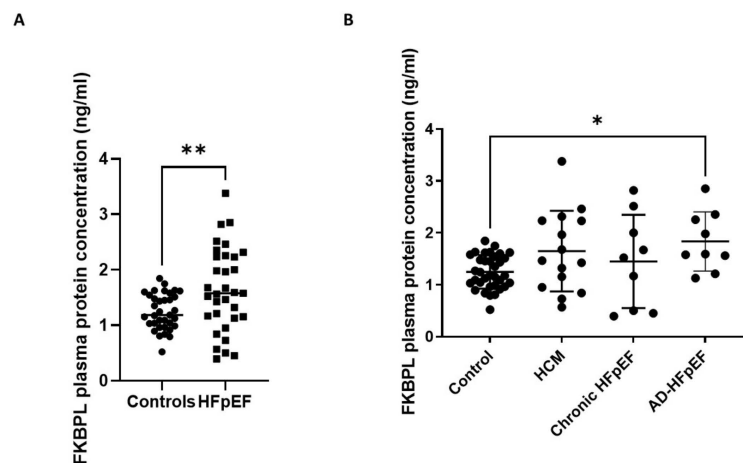 A
FKBPL plasma protein concentration (ng/ml)
4
3
2
1
0
**
Controls HFpEF
B
FKBPL plasma protein concentration (ng/ml)
4
3
2
1
0
*
Control
HCM
Chronic HFpEF
AD-HFpEF